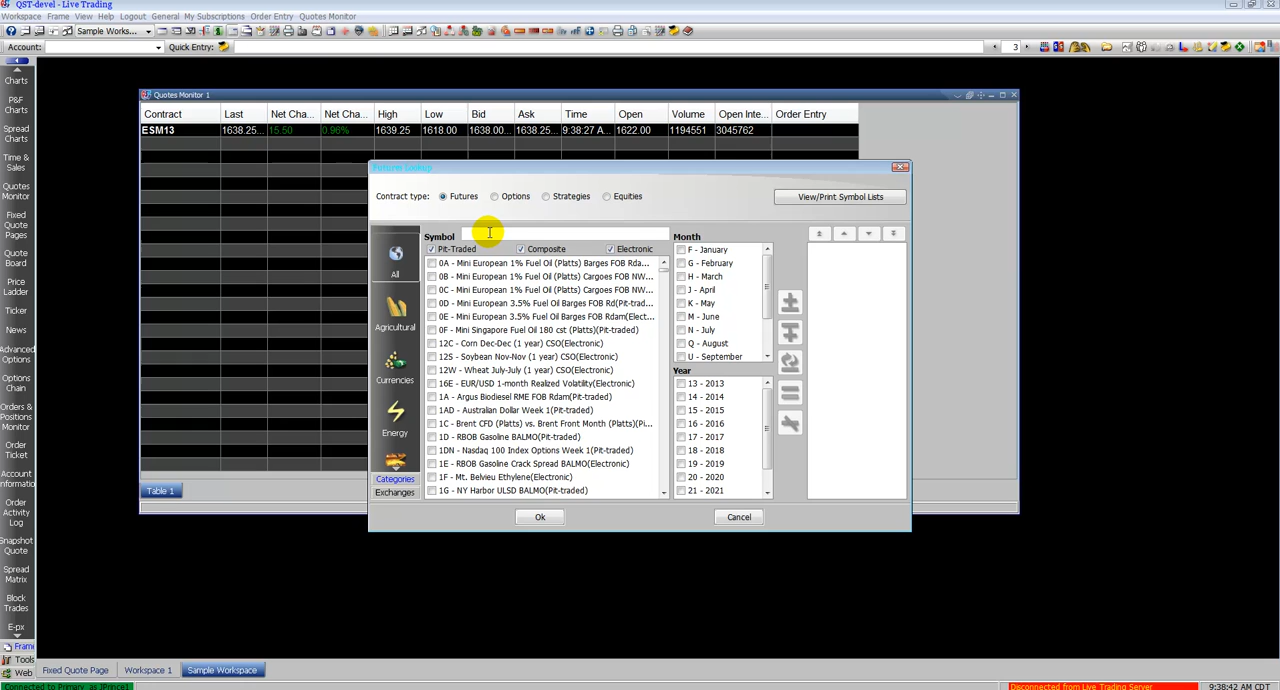 QST-devel - Live Trading
Workspace Frame View Help Logout General My Subscriptions Order Entry Quotes Monitor
Sample Works...
Account: Quick Entry: 3
Charts
P&F Charts
Spread Charts
Time & Sales
Quotes Monitor
Fixed Quote Pages
Quote Board
Price Ladder
Ticker
News
Advanced Options
Options Chain
Orders & Positions Monitor
Order Ticket
Account nformatio
Order Activity Log
Snapshot Quote
Spread Matrix
Block Trades
E-px
Frame
Tools
Web
Quotes Monitor 1
Contract Last Net Cha... Net Cha... High Low Bid Ask Time Open Volume Open Inte... Order Entry
ESM13 1638.25... 15.50 0.96% 1639.25 1618.00 1638.00... 1638.25... 9:38:27 A... 1622.00 1194551 3045762
Table 1
Futures Lookup
Contract type: Futures Options Strategies Equities View/Print Symbol Lists
All
Agricultural
Currencies
Energy
Categories
Exchanges
Symbol
Pit-Traded Composite Electronic
0A - Mini European 1% Fuel Oil (Platts) Barges FOB Rda...
0B - Mini European 1% Fuel Oil (Platts) Cargoes FOB NW...
0C - Mini European 1% Fuel Oil (Platts) Cargoes FOB NW...
0D - Mini European 3.5% Fuel Oil Barges FOB Rd(Pit-trad...
0E - Mini European 3.5% Fuel Oil Barges FOB Rdam(Elect...
0F - Mini Singapore Fuel Oil 180 cst (Platts)(Pit-traded)
12C - Corn Dec-Dec (1 year) CSO(Electronic)
12S - Soybean Nov-Nov (1 year) CSO(Electronic)
12W - Wheat July-July (1 year) CSO(Electronic)
16E - EUR/USD 1-month Realized Volatility(Electronic)
1A - Argus Biodiesel RME FOB Rdam(Pit-traded)
1AD - Australian Dollar Week 1(Pit-traded)
1C - Brent CFD (Platts) vs. Brent Front Month (Platts)(Pi...
1D - RBOB Gasoline BALMO(Pit-traded)
1DN - Nasdaq 100 Index Options Week 1(Pit-traded)
1E - RBOB Gasoline Crack Spread BALMO(Electronic)
1F - Mt. Belvieu Ethylene(Electronic)
1G - NY Harbor ULSD BALMO(Pit-traded)
Month
F - January
G - February
H - March
J - April
K - May
M - June
N - July
Q - August
U - September
Year
13 - 2013
14 - 2014
15 - 2015
16 - 2016
17 - 2017
18 - 2018
19 - 2019
20 - 2020
21 - 2021
Ok Cancel
Fixed Quote Page Workspace 1 Sample Workspace
Connected to Primary as JPrince1 Disconnected from Live Trading Server 9:38:42 AM CDT